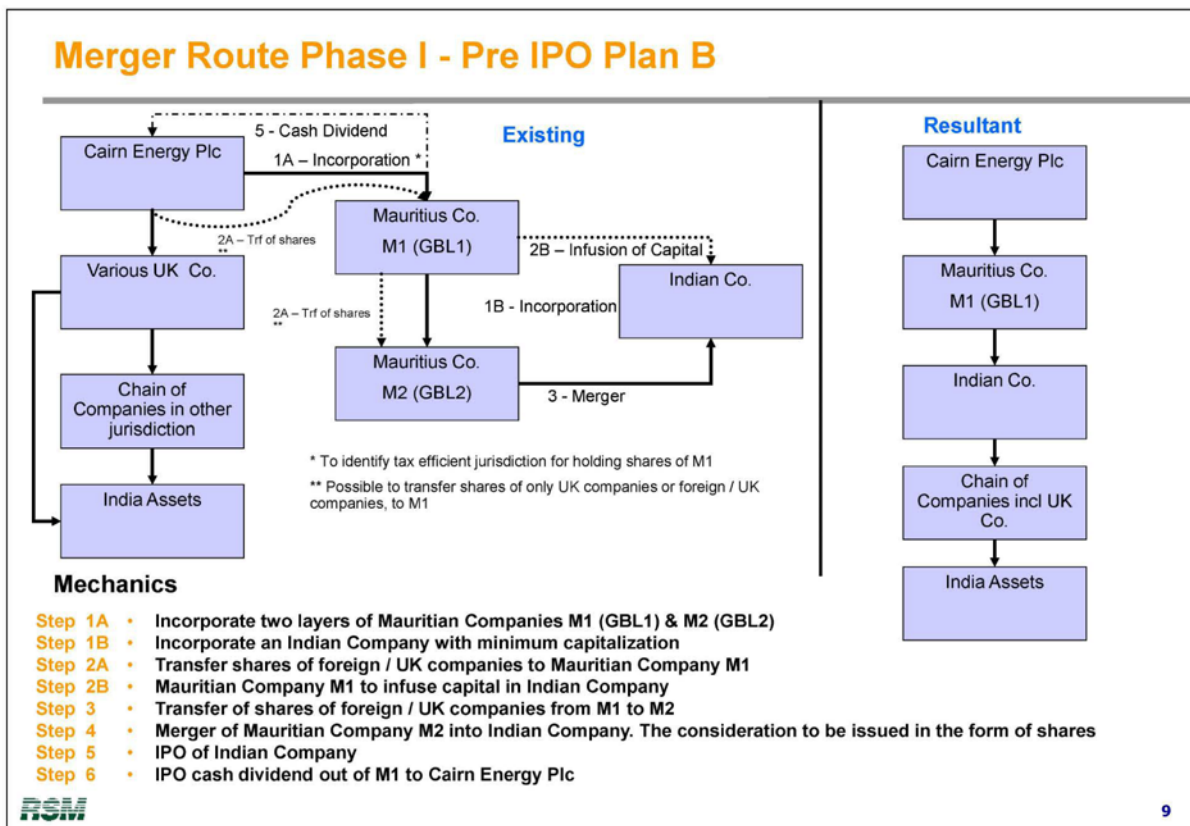 Merger Route Phase I - Pre IPO Plan B
5 - Cash Dividend
Existing
Cairn Energy Plc
1A – Incorporation *
2A – Trf of shares
**
Mauritius Co.
M1 (GBL1)
2B – Infusion of Capital
Various UK Co.
Indian Co.
1B - Incorporation
2A – Trf of shares
**
Mauritius Co.
M2 (GBL2)
3 - Merger
Chain of
Companies in other
jurisdiction
* To identify tax efficient jurisdiction for holding shares of M1
** Possible to transfer shares of only UK companies or foreign / UK
companies, to M1
India Assets
Resultant
Cairn Energy Plc
Mauritius Co.
M1 (GBL1)
Indian Co.
Chain of
Companies incl UK
Co.
India Assets
Mechanics
Step 1A • Incorporate two layers of Mauritian Companies M1 (GBL1) & M2 (GBL2)
Step 1B • Incorporate an Indian Company with minimum capitalization
Step 2A • Transfer shares of foreign / UK companies to Mauritian Company M1
Step 2B • Mauritian Company M1 to infuse capital in Indian Company
Step 3 • Transfer of shares of foreign / UK companies from M1 to M2
Step 4 • Merger of Mauritian Company M2 into Indian Company. The consideration to be issued in the form of shares
Step 5 • IPO of Indian Company
Step 6 • IPO cash dividend out of M1 to Cairn Energy Plc
RSM
9